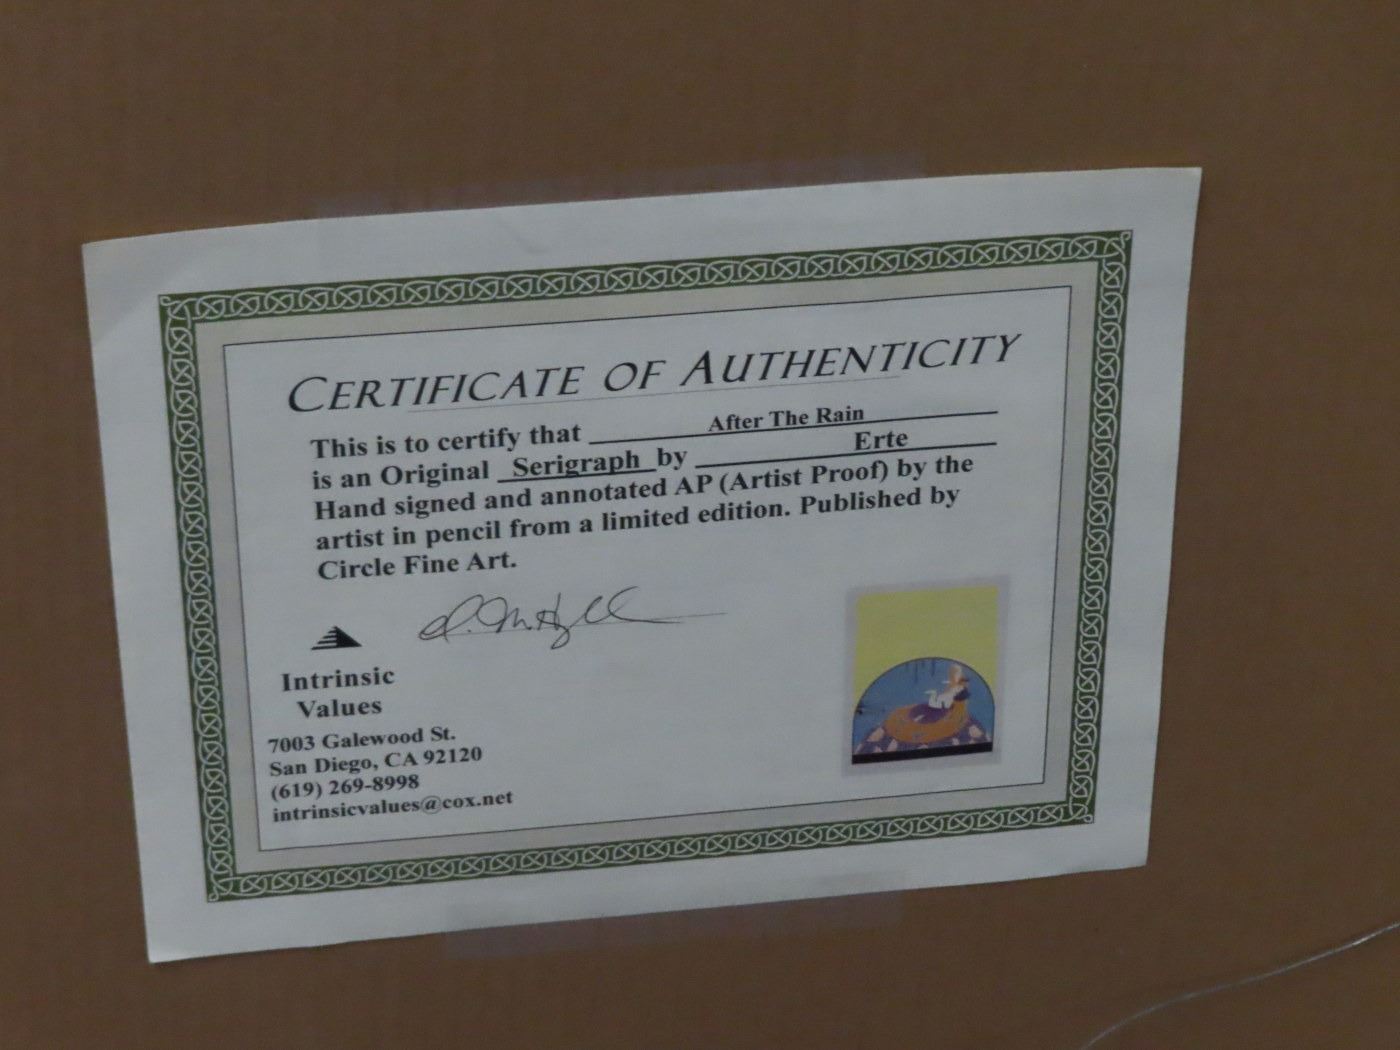 CERTIFICATE OF AUTHENTICITY
This is to certify that After The Rain
is an Original Serigraph by Erte
Hand signed and annotated AP (Artist Proof) by the
artist in pencil from a limited edition. Published by
Circle Fine Art.
Intrinsic
Values
7003 Galewood St.
San Diego, CA 92120
(619) 269-8998
intrinsicvalues@cox.net